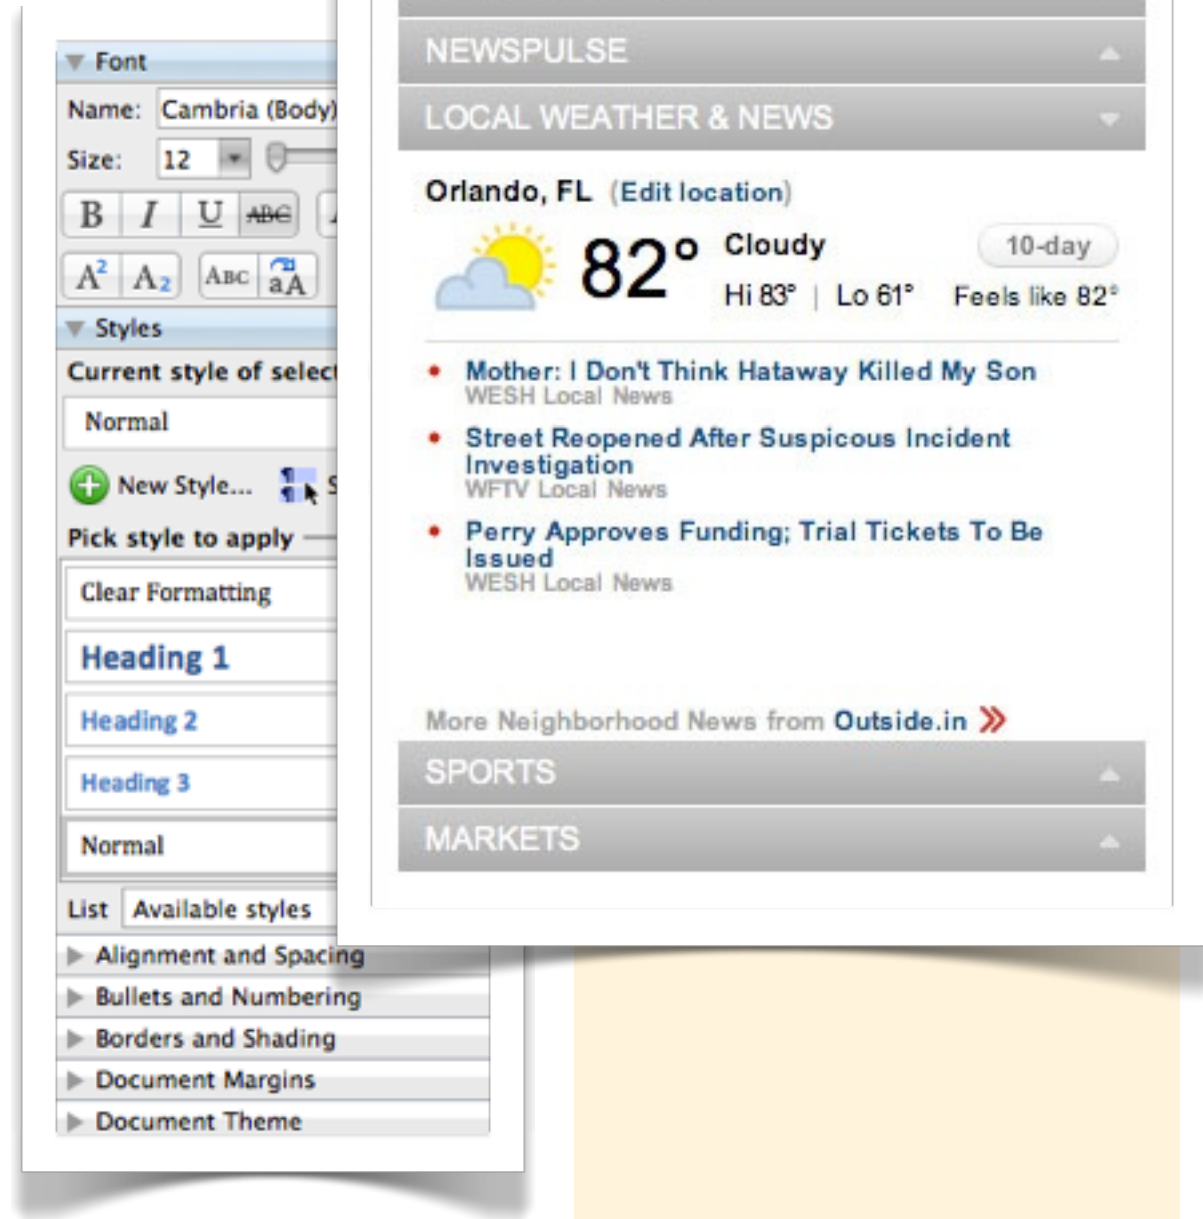 Font
Name: Cambria (Body)
Size: 12
B I U ABC
A2 A2 ABC aA
Styles
Current style of select
Normal
New Style...
Pick style to apply
Clear Formatting
Heading 1
Heading 2
Heading 3
Normal
List Available styles
Alignment and Spacing
Bullets and Numbering
Borders and Shading
Document Margins
Document Theme
NEWSPULSE
LOCAL WEATHER & NEWS
Orlando, FL (Edit location)
82° Cloudy 10-day
Hi 83° | Lo 61° Feels like 82°
• Mother: I Don't Think Hataway Killed My Son
WESH Local News
• Street Reopened After Suspicous Incident
Investigation
WFTV Local News
• Perry Approves Funding; Trial Tickets To Be
Issued
WESH Local News
More Neighborhood News from Outside.in
SPORTS
MARKETS